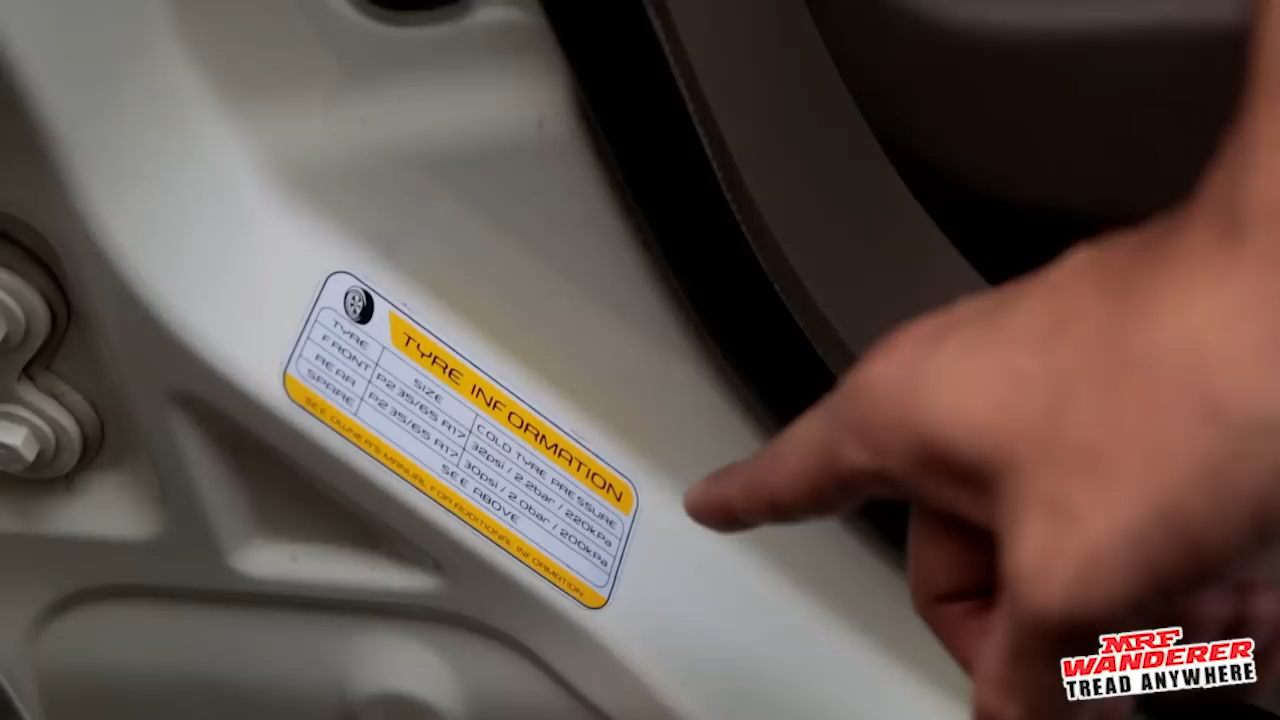 TYRE INFORMATION
TYRE SIZE COLD TYRE PRESSURE
FRONT P235/65 R17 32psi / 2.2bar / 220kPa
REAR P235/65 R17 30psi / 2.0bar / 200kPa
SPARE SEE ABOVE
SEE OWNER'S MANUAL FOR ADDITIONAL INFORMATION
MRF
WANDERER
TREAD ANYWHERE